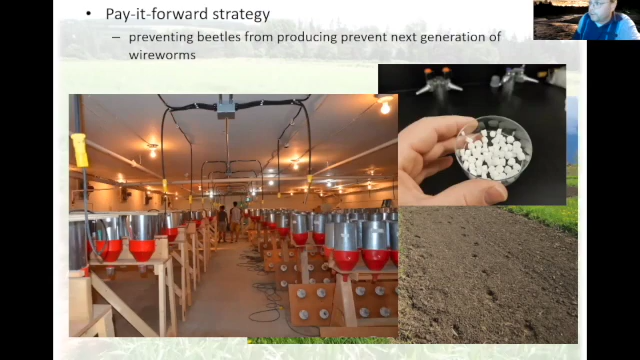 • Pay-it-forward strategy
– preventing beetles from producing prevent next generation of
wireworms